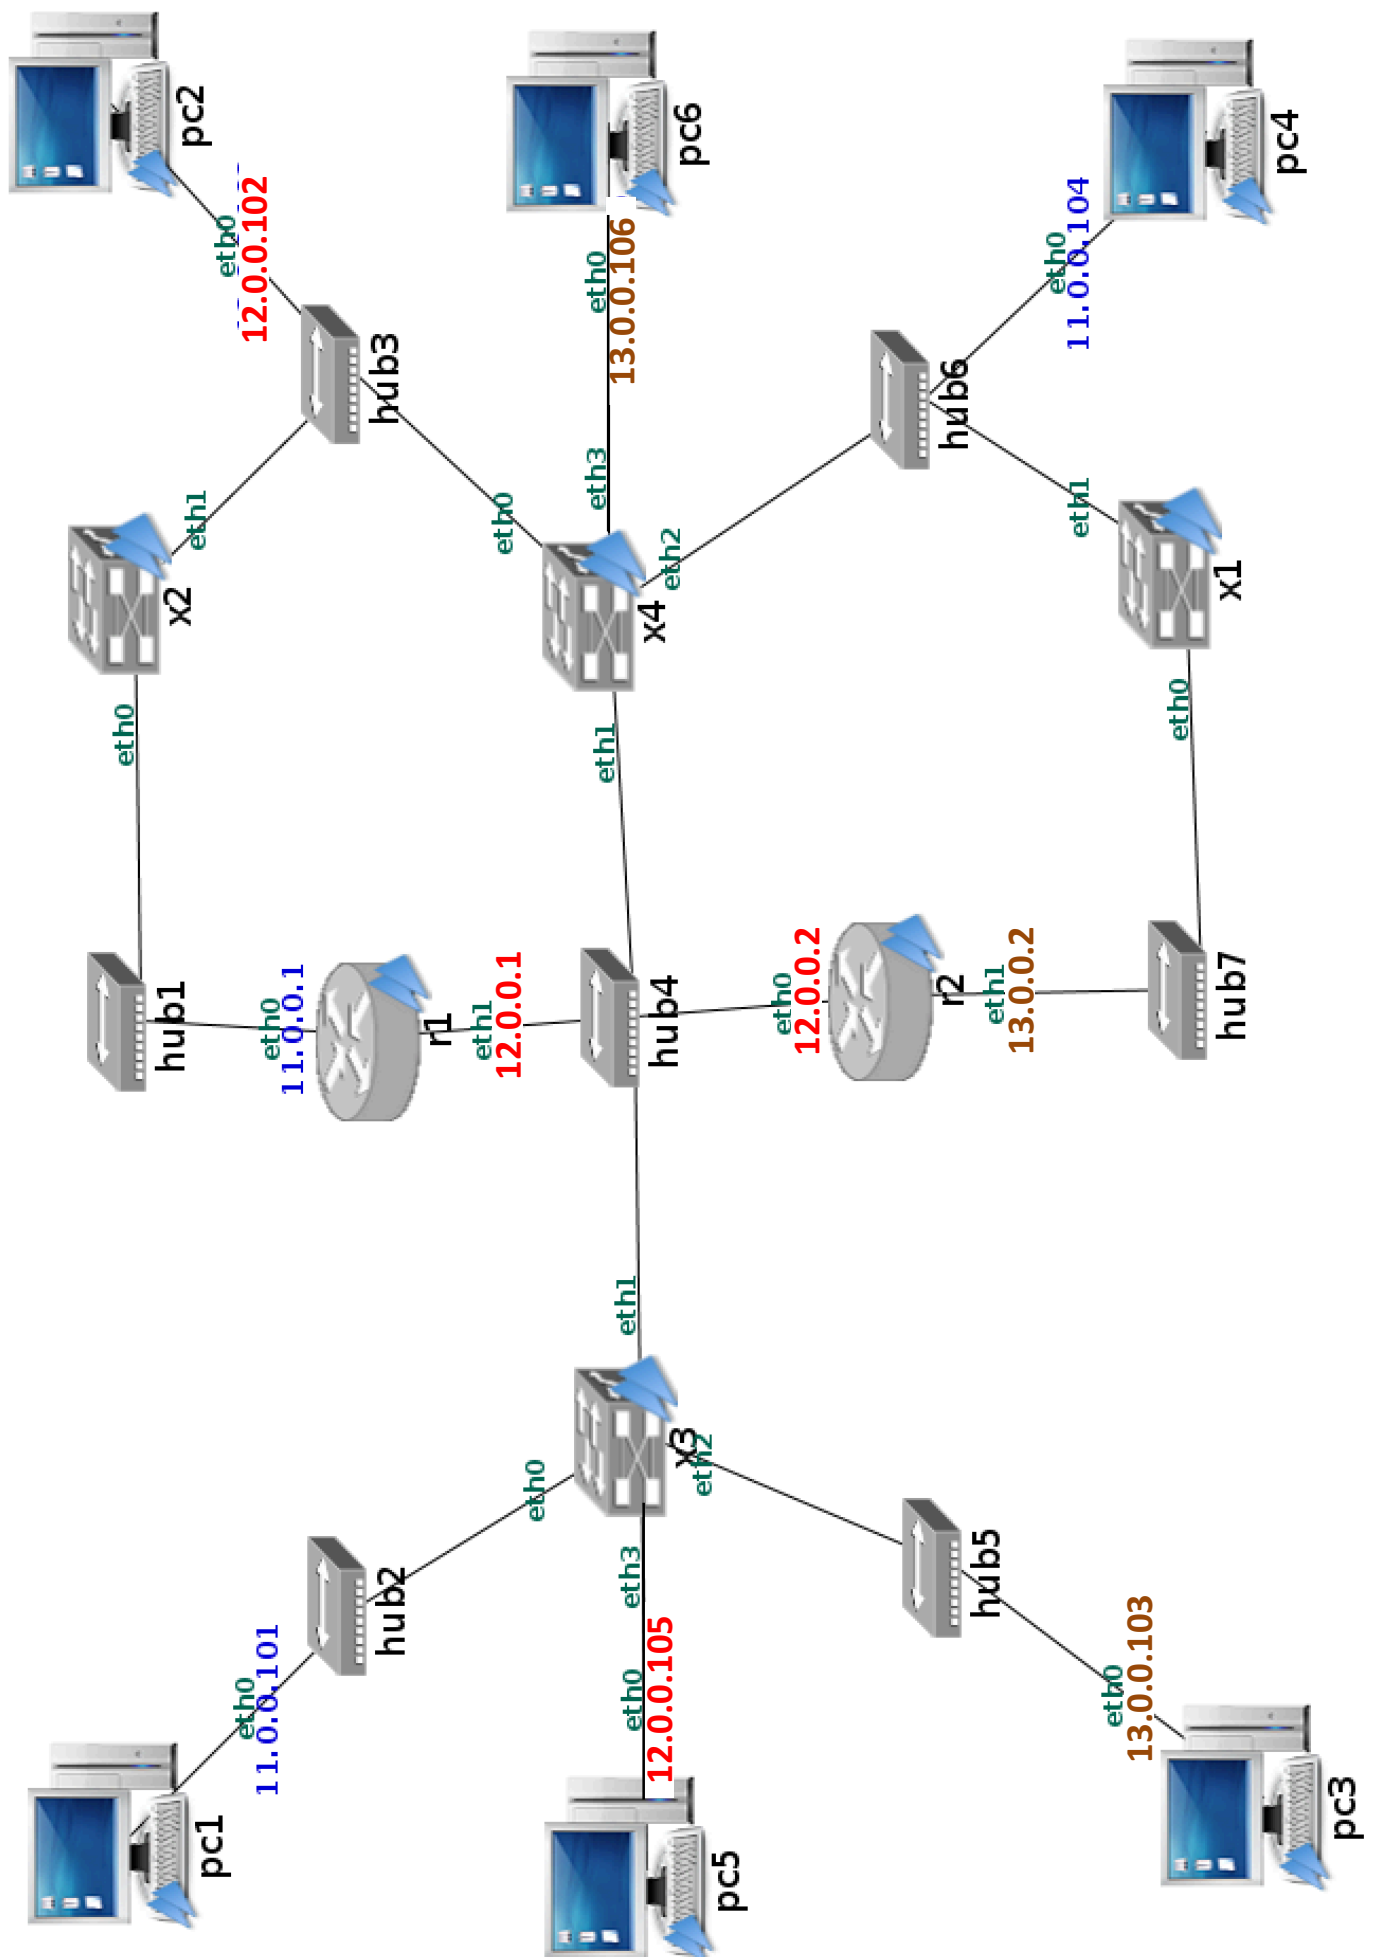 pc1
eth0
11.0.0.101
hub2
eth0
pc5
eth0
12.0.0.105
eth3
x3
eth1
eth2
hub5
eth0
13.0.0.103
pc3
hub1
eth0
11.0.0.1
r1
eth1
12.0.0.1
hub4
eth0
12.0.0.2
r2
eth1
13.0.0.2
hub7
eth0
x2
eth1
eth1
x4
eth0
eth3
eth2
eth0
x1
eth1
hub3
eth0
12.0.0.102
pc2
eth0
13.0.0.106
pc6
hub6
eth0
11.0.0.104
pc4